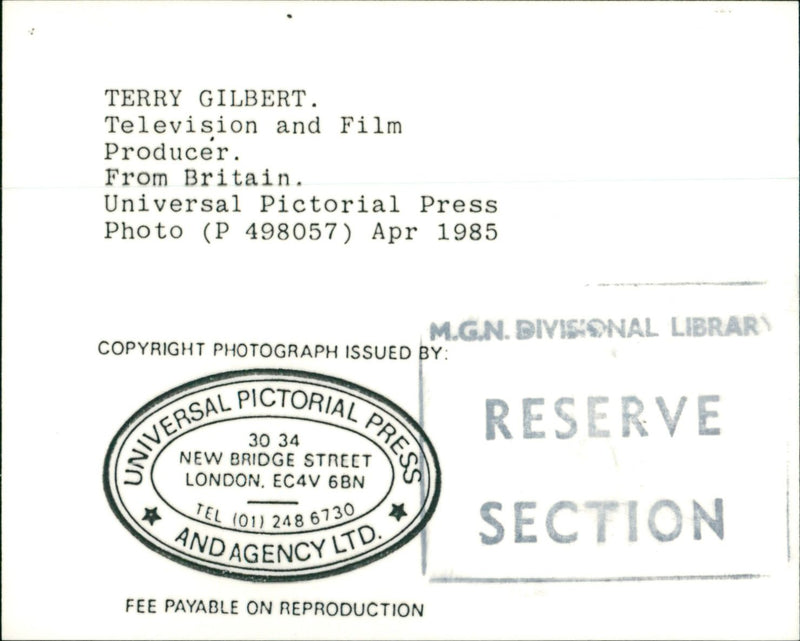 TERRY GILBERT.
Television and Film
Producer.
From Britain.
Universal Pictorial Press
Photo (P 498057) Apr 1985
M.G.N. DIVISIONAL LIBRARY
COPYRIGHT PHOTOGRAPH ISSUED BY:
RESERVE
SECTION
UNIVERSAL PICTORIAL PRESS
30 34
NEW BRIDGE STREET
LONDON, EC4V 6BN
TEL (01) 248 6730
AND AGENCY LTD.
FEE PAYABLE ON REPRODUCTION